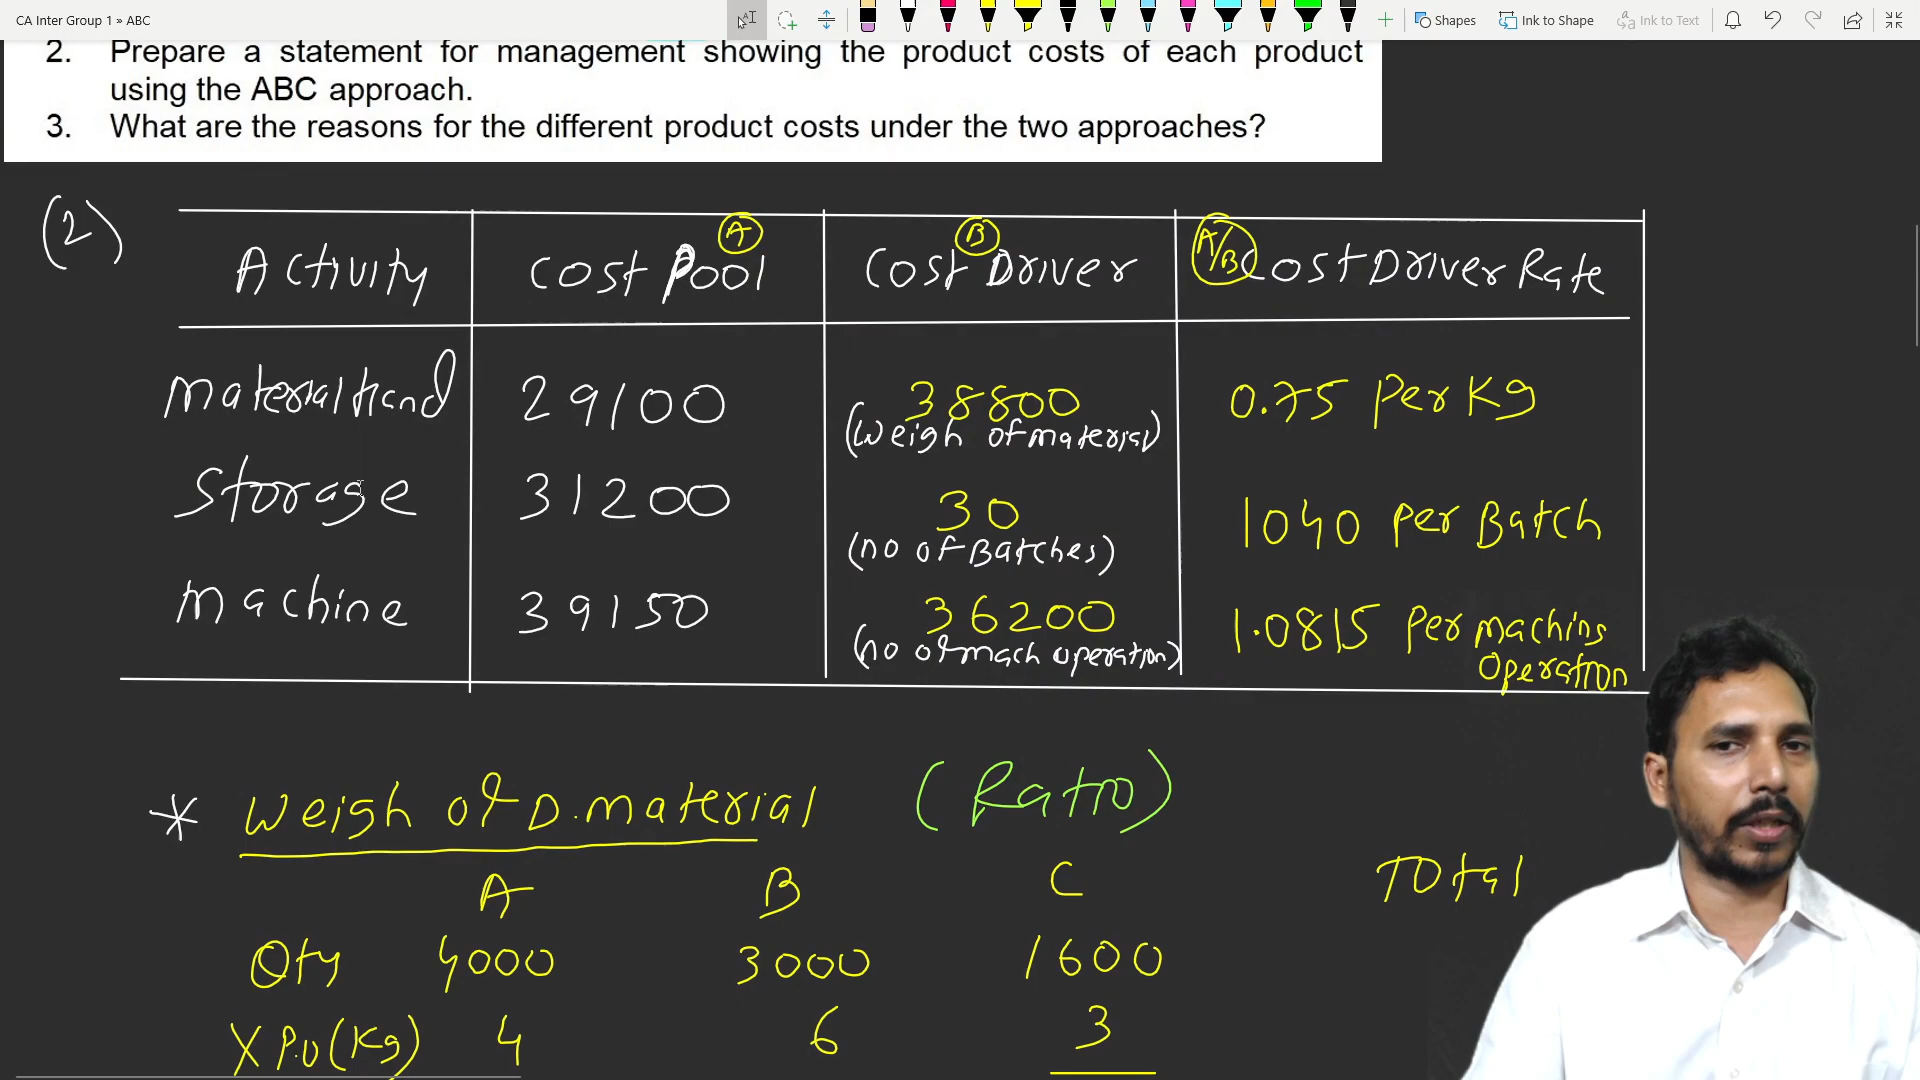 CA Inter Group 1 » ABC
Shapes Ink to Shape Ink to Text
2. Prepare a statement for management showing the product costs of each product
using the ABC approach.
3. What are the reasons for the different product costs under the two approaches?
(2)
A B A/B
Activity Cost Pool Cost Driver Cost Driver Rate
Material Hand 29100 38800 0.75 Per Kg
(Weigh of material)
Storage 31200 30 1040 Per Batch
(no of Batches)
Machine 39150 36200 1.0815 Per machine
(no of mach operation) Operation
* Weigh of D.material (Ratio)
A B C Total
Qty 4000 3000 1600
X P.U (Kg) 4 6 3